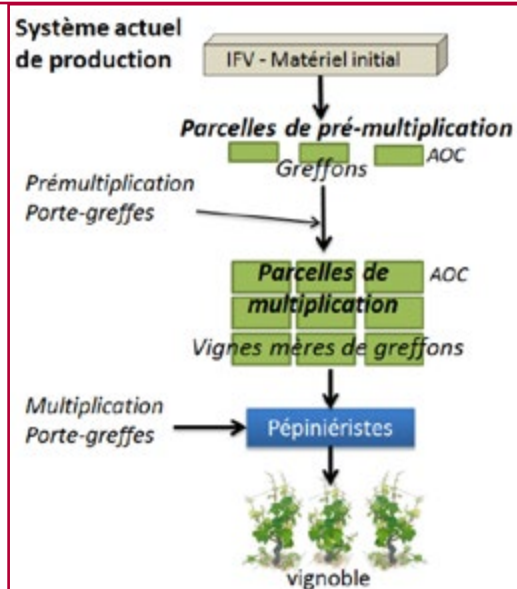 Système actuel
de production
IFV - Matériel initial
Parcelles de pré-multiplication
AOC
Greffons
Prémultiplication
Porte-greffes
Parcelles de
multiplication
AOC
Vignes mères de greffons
Multiplication
Porte-greffes
Pépiniéristes
vignoble